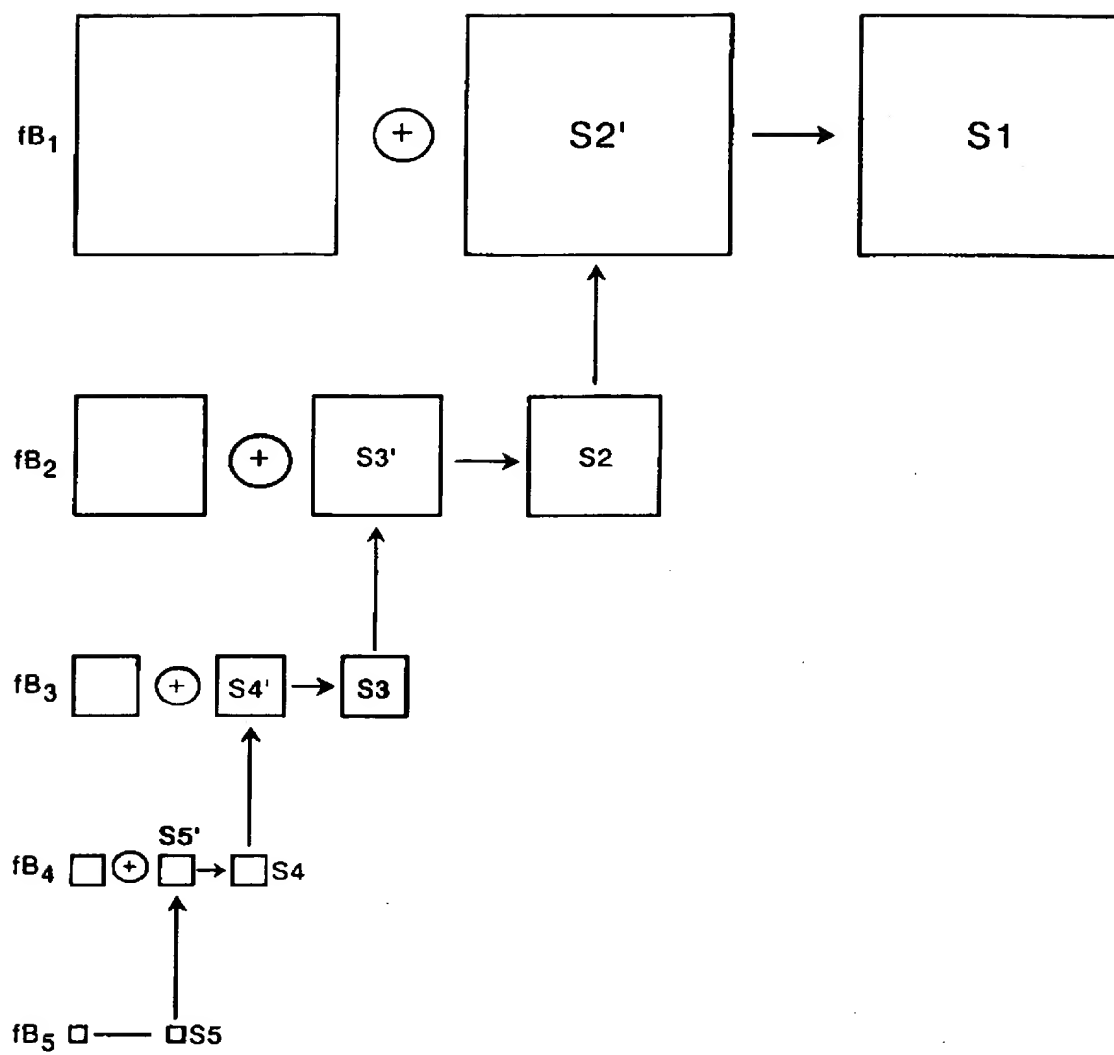 fB1 + S2' S1
fB2 + S3' S2
fB3 + S4' S3
S5'
fB4 + S4
fB5 S5